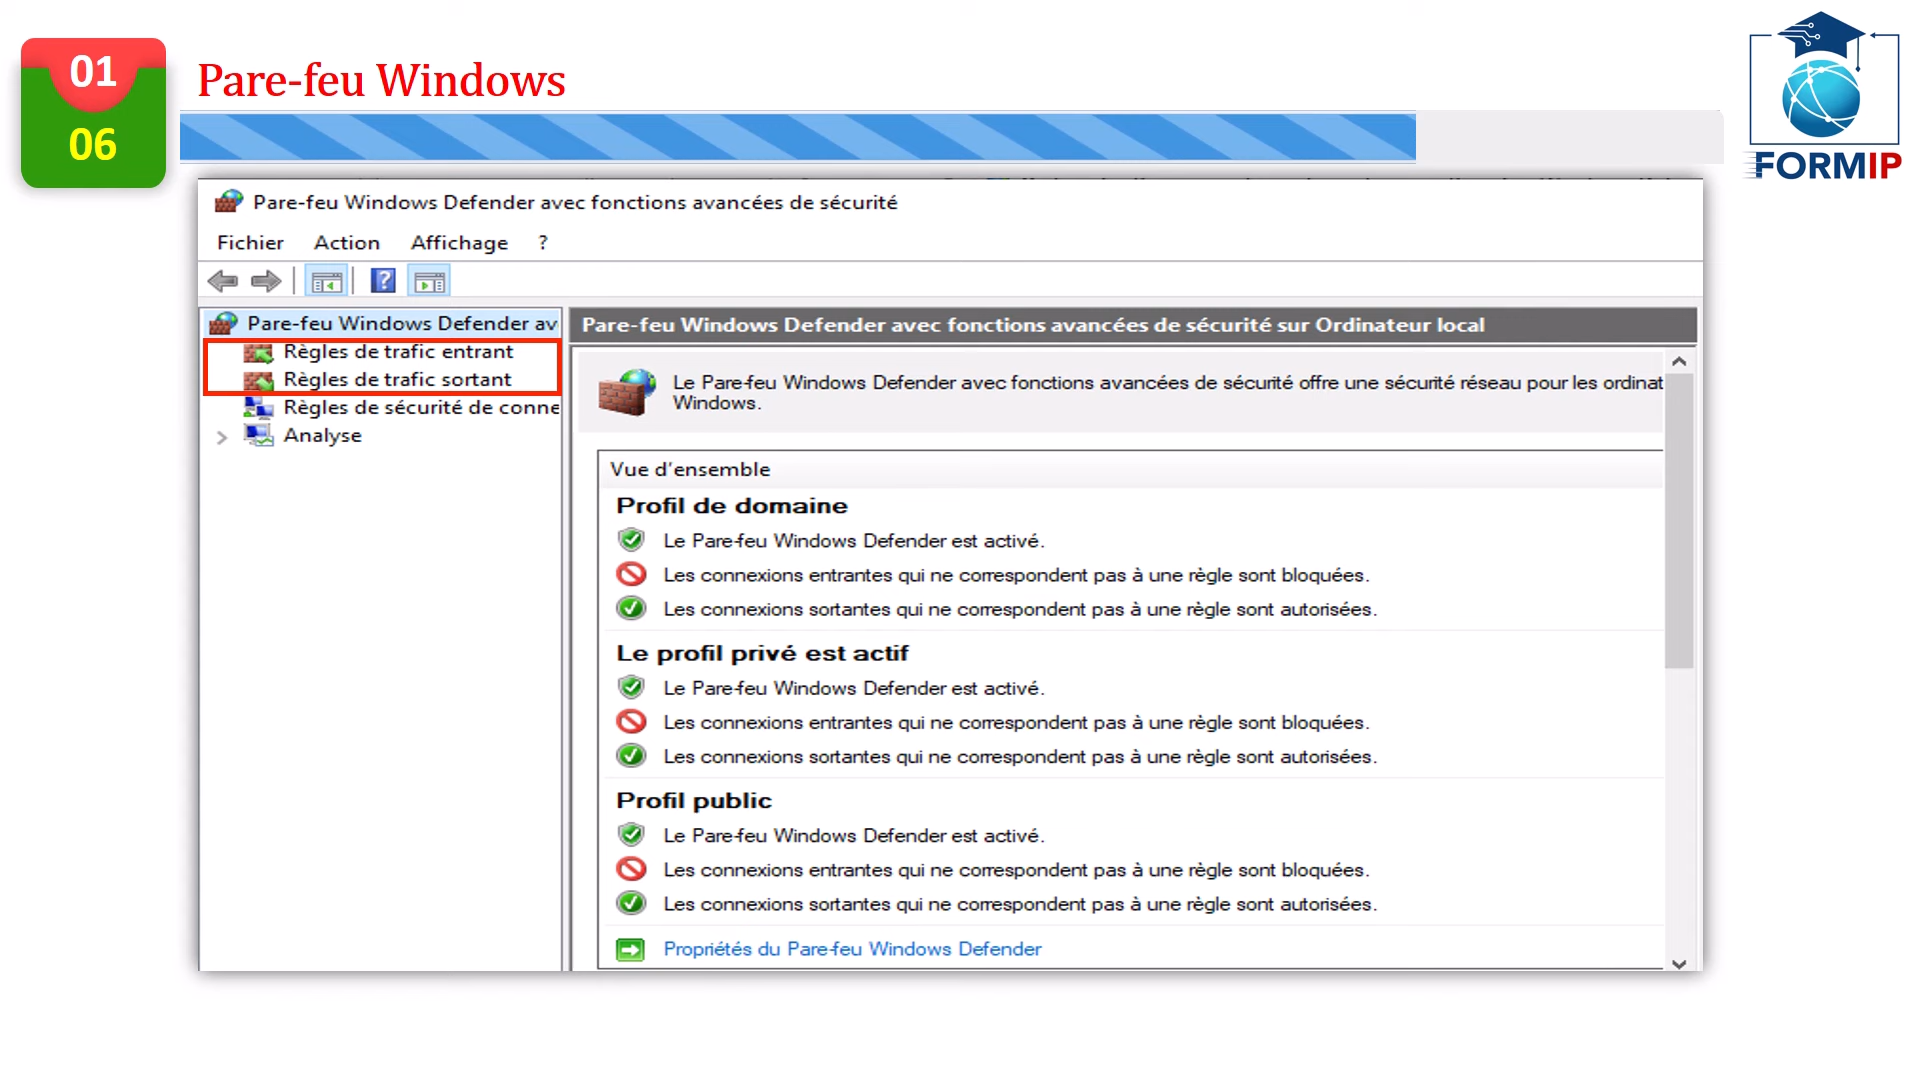 01
06
Pare-feu Windows
FORMIP
Pare-feu Windows Defender avec fonctions avancées de sécurité
Fichier Action Affichage ?
?
Pare-feu Windows Defender av
Règles de trafic entrant
Règles de trafic sortant
Règles de sécurité de conne
Analyse
Pare-feu Windows Defender avec fonctions avancées de sécurité sur Ordinateur local
Le Pare-feu Windows Defender avec fonctions avancées de sécurité offre une sécurité réseau pour les ordinat
Windows.
Vue d'ensemble
Profil de domaine
Le Pare-feu Windows Defender est activé.
Les connexions entrantes qui ne correspondent pas à une règle sont bloquées.
Les connexions sortantes qui ne correspondent pas à une règle sont autorisées.
Le profil privé est actif
Le Pare-feu Windows Defender est activé.
Les connexions entrantes qui ne correspondent pas à une règle sont bloquées.
Les connexions sortantes qui ne correspondent pas à une règle sont autorisées.
Profil public
Le Pare-feu Windows Defender est activé.
Les connexions entrantes qui ne correspondent pas à une règle sont bloquées.
Les connexions sortantes qui ne correspondent pas à une règle sont autorisées.
Propriétés du Pare-feu Windows Defender